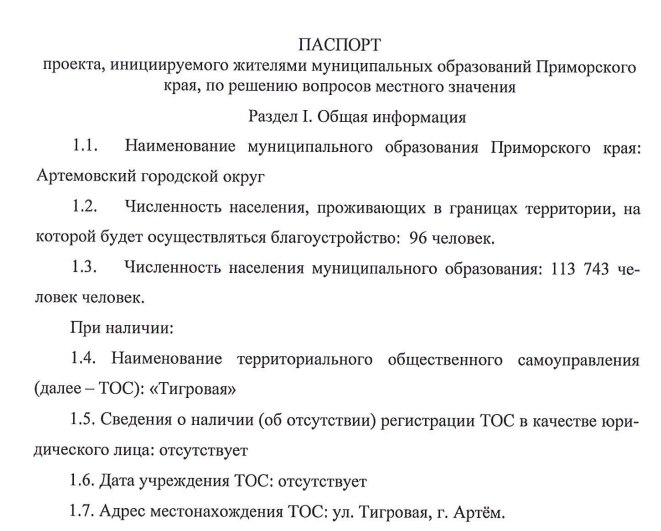 ПАСПОРТ
проекта, инициируемого жителями муниципальных образований Приморского
края, по решению вопросов местного значения
Раздел I. Общая информация
1.1. Наименование муниципального образования Приморского края:
Артемовский городской округ
1.2. Численность населения, проживающих в границах территории, на
которой будет осуществляться благоустройство: 96 человек.
1.3. Численность населения муниципального образования: 113 743 че-
ловек человек.
При наличии:
1.4. Наименование территориального общественного самоуправления
(далее – ТОС): «Тигровая»
1.5. Сведения о наличии (об отсутствии) регистрации ТОС в качестве юри-
дического лица: отсутствует
1.6. Дата учреждения ТОС: отсутствует
1.7. Адрес местонахождения ТОС: ул. Тигровая, г. Артём.